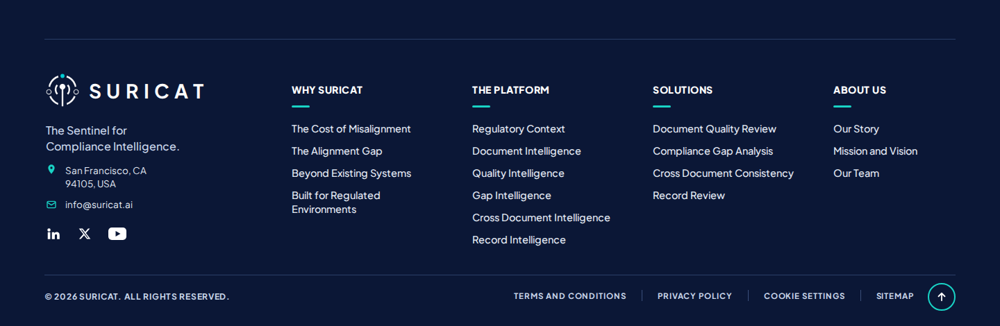 SURICAT
The Sentinel for
Compliance Intelligence.
San Francisco, CA
94105, USA
info@suricat.ai
WHY SURICAT
The Cost of Misalignment
The Alignment Gap
Beyond Existing Systems
Built for Regulated
Environments
THE PLATFORM
Regulatory Context
Document Intelligence
Quality Intelligence
Gap Intelligence
Cross Document Intelligence
Record Intelligence
SOLUTIONS
Document Quality Review
Compliance Gap Analysis
Cross Document Consistency
Record Review
ABOUT US
Our Story
Mission and Vision
Our Team
© 2026 SURICAT. ALL RIGHTS RESERVED.
TERMS AND CONDITIONS
PRIVACY POLICY
COOKIE SETTINGS
SITEMAP